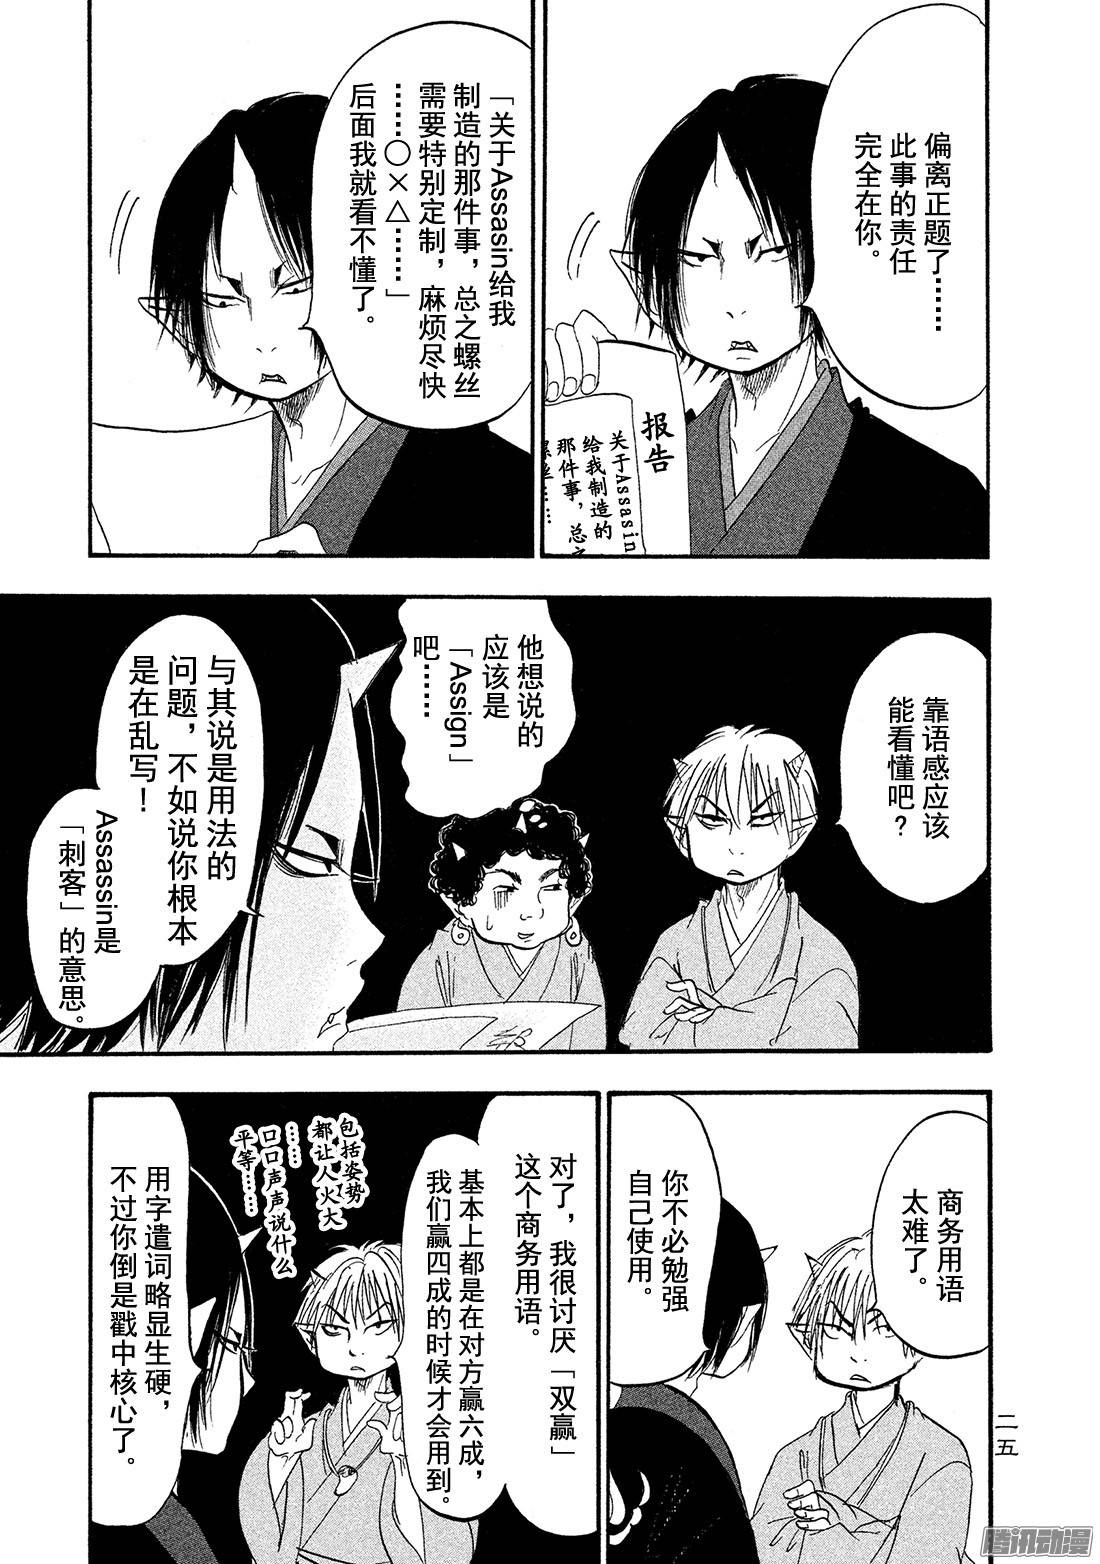 偏离正题了……
此事的责任
完全在你。
报告
关于Assasin
给我制造的
那件事，总之
螺丝……
「关于Assasin给我
制造的那件事，总之螺丝
需要特别定制，麻烦尽快
……○×△……」
后面我就看不懂了。
靠语感应该
能看懂吧？
他想说的
应该是
「Assign」
吧……
与其说是用法的
问题，不如说你根本
是在乱写！
Assassin是
「刺客」的意思。
商务用语
太难了。
你不必勉强
自己使用。
对了，我很讨厌「双赢」
这个商务用语。
基本上都是在对方赢六成，
我们赢四成的时候才会用到。
包括姿势
都让人火大
……
口口声声说什么
平等……
用字遣词略显生硬，
不过你倒是戳中核心了。
二五
腾讯动漫